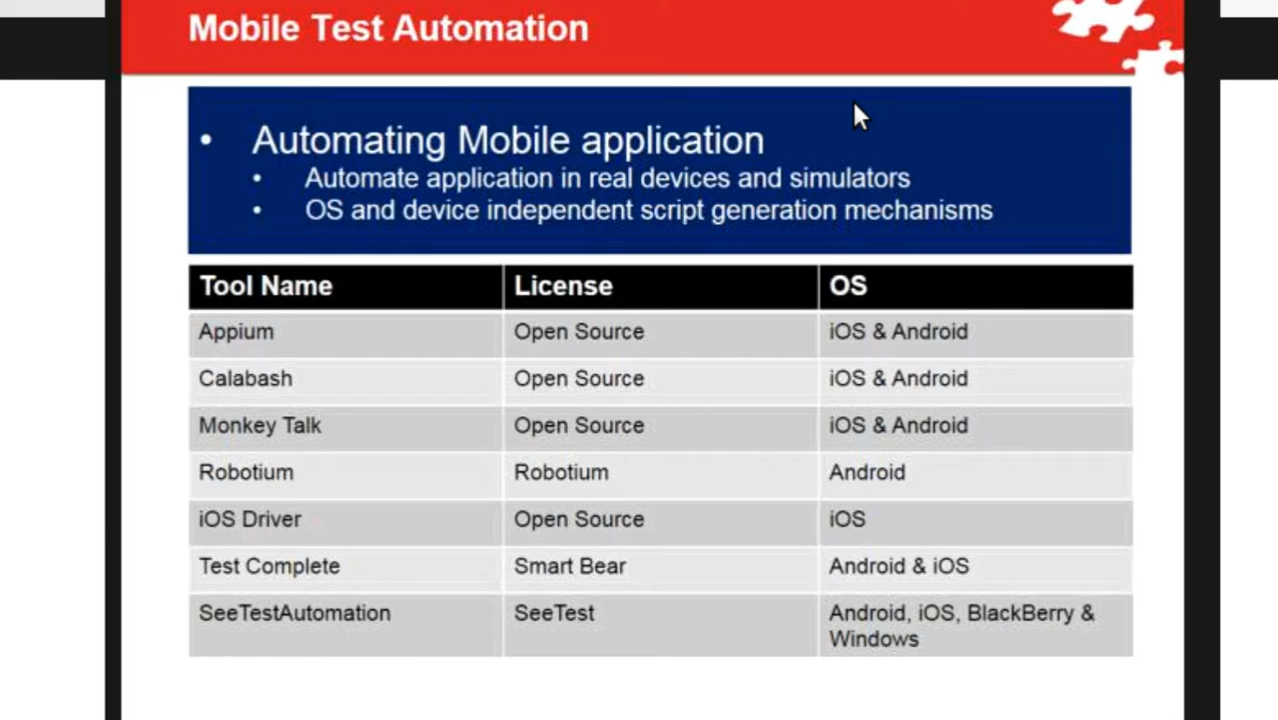 Mobile Test Automation
• Automating Mobile application
• Automate application in real devices and simulators
• OS and device independent script generation mechanisms
Tool Name License OS
Appium Open Source iOS & Android
Calabash Open Source iOS & Android
Monkey Talk Open Source iOS & Android
Robotium Robotium Android
iOS Driver Open Source iOS
Test Complete Smart Bear Android & iOS
SeeTestAutomation SeeTest Android, iOS, BlackBerry &
Windows